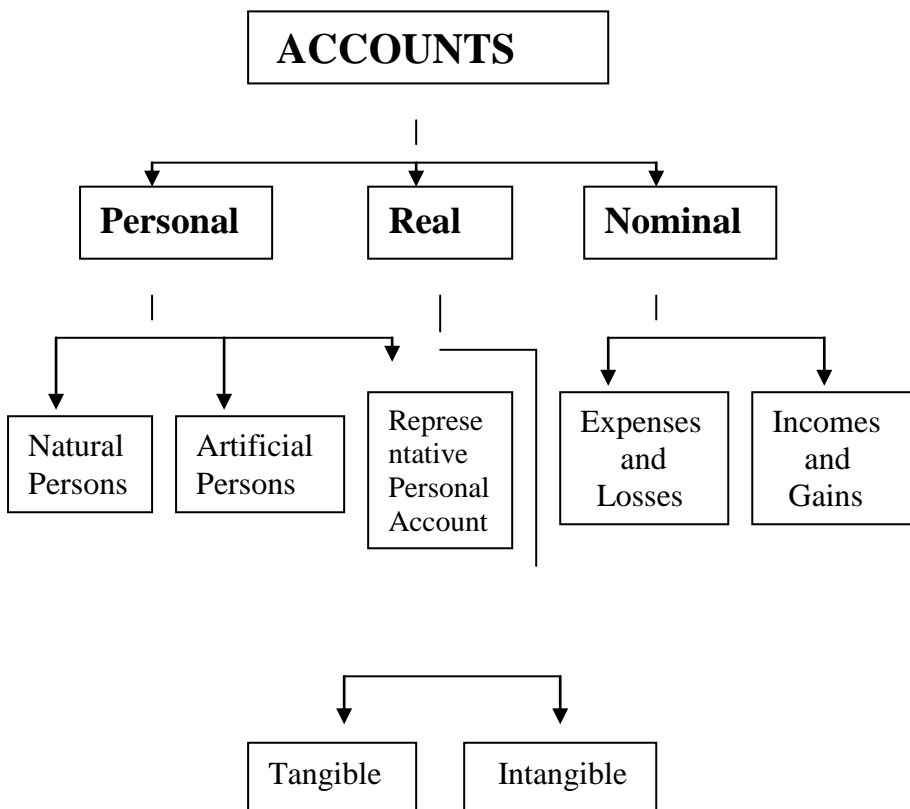 ACCOUNTS
Personal
Real
Nominal
Natural
Persons
Artificial
Persons
Represe
ntative
Personal
Account
Expenses
and
Losses
Incomes
and
Gains
Tangible
Intangible